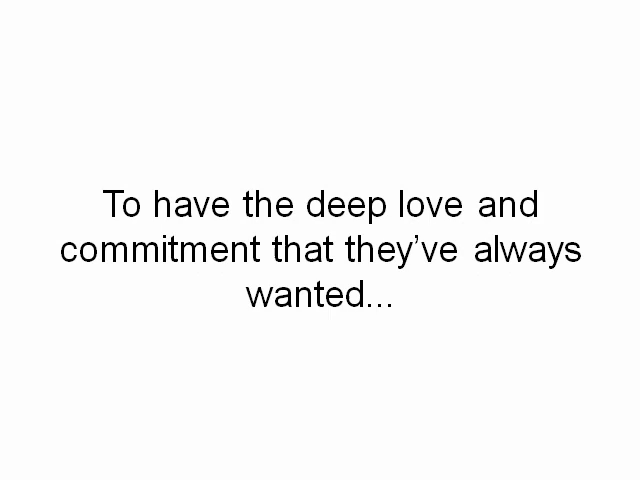 To have the deep love and
commitment that they’ve always
wanted...